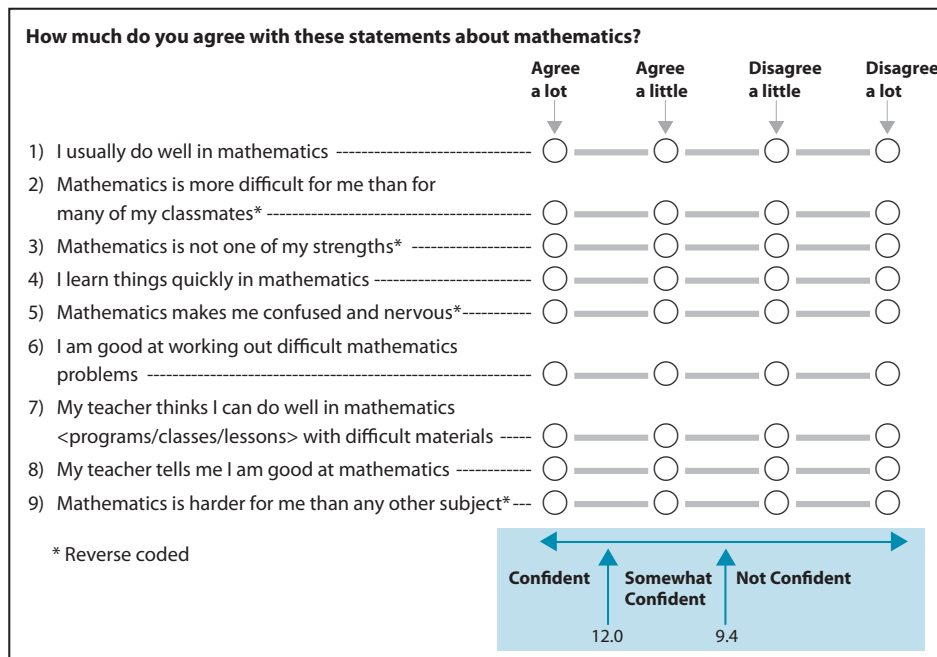 How much do you agree with these statements about mathematics?
Agree a lot
Agree a little
Disagree a little
Disagree a lot
1) I usually do well in mathematics
2) Mathematics is more difficult for me than for
many of my classmates*
3) Mathematics is not one of my strengths*
4) I learn things quickly in mathematics
5) Mathematics makes me confused and nervous*
6) I am good at working out difficult mathematics
problems
7) My teacher thinks I can do well in mathematics
<programs/classes/lessons> with difficult materials
8) My teacher tells me I am good at mathematics
9) Mathematics is harder for me than any other subject*
* Reverse coded
Confident
Somewhat Confident
Not Confident
12.0
9.4